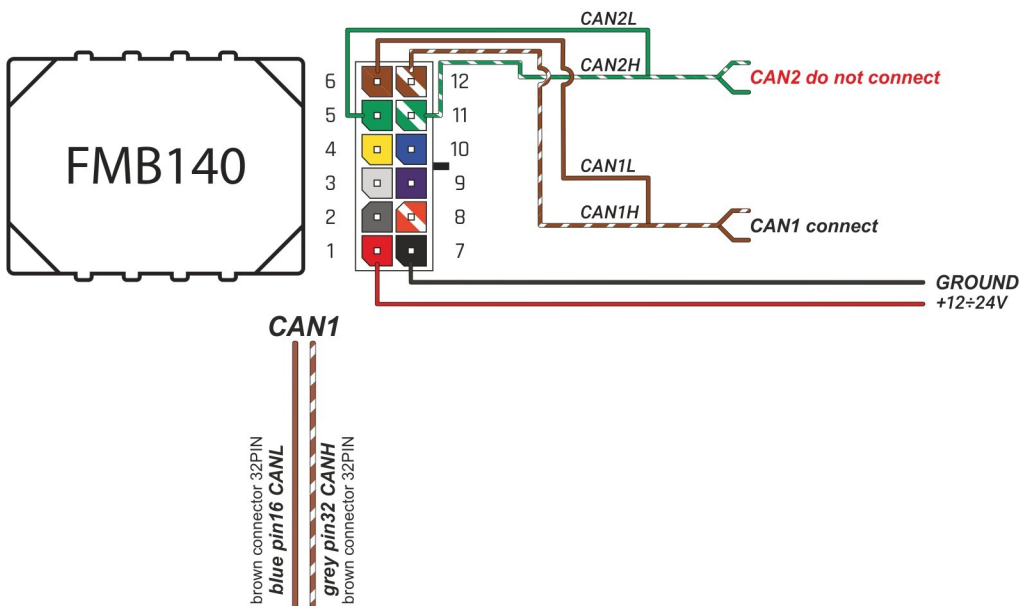 FMB140
CAN2L
CAN2H
CAN2 do not connect
6
12
5
11
4
10
3
9
2
8
1
7
CAN1L
CAN1H
CAN1 connect
GROUND
+12÷24V
CAN1
brown connector 32PIN
blue pin16 CANL
grey pin32 CANH
brown connector 32PIN